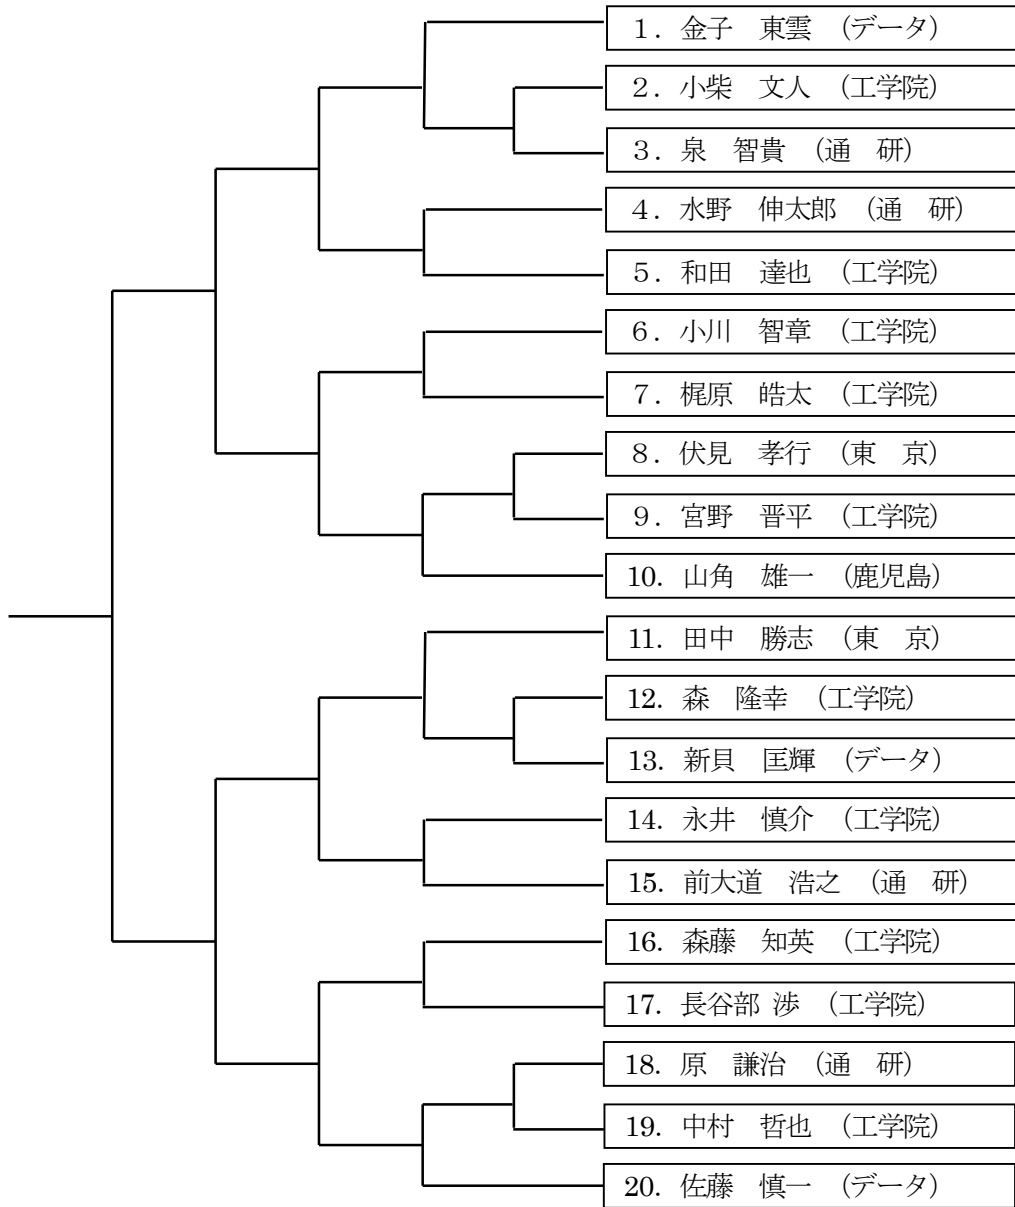 １．金子　東雲　（データ）
２．小柴　文人　（工学院）
３．泉　智貴　（通　研）
４．水野　伸太郎　（通　研）
５．和田　達也　（工学院）
６．小川　智章　（工学院）
７．梶原　皓太　（工学院）
８．伏見　孝行　（東　京）
９．宮野　晋平　（工学院）
10．山角　雄一　（鹿児島）
11．田中　勝志　（東　京）
12．森　隆幸　（工学院）
13．新貝　匡輝　（データ）
14．永井　慎介　（工学院）
15．前大道　浩之　（通　研）
16．森藤　知英　（工学院）
17．長谷部 渉　（工学院）
18．原　謙治　（通　研）
19．中村　哲也　（工学院）
20．佐藤　慎一　（データ）